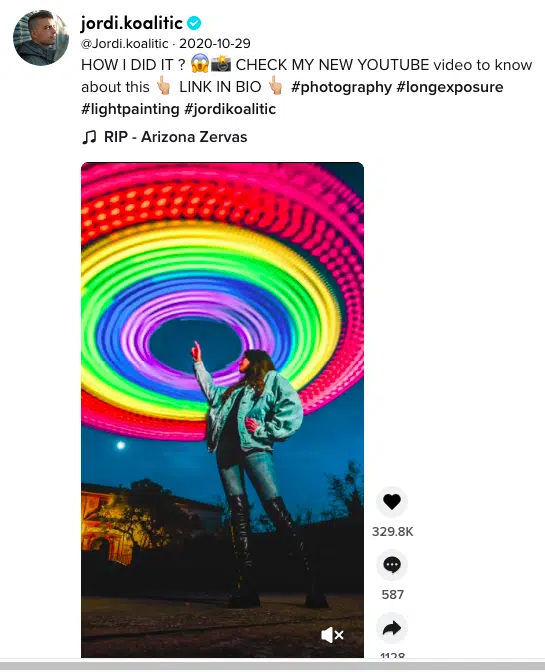 jordi.koalitic
@Jordi.koalitic · 2020-10-29
HOW I DID IT ? 😱📸 CHECK MY NEW YOUTUBE video to know
about this 👆🏼 LINK IN BIO 👆🏼 #photography #longexposure
#lightpainting #jordikoalitic
RIP - Arizona Zervas
329.8K
587
1128